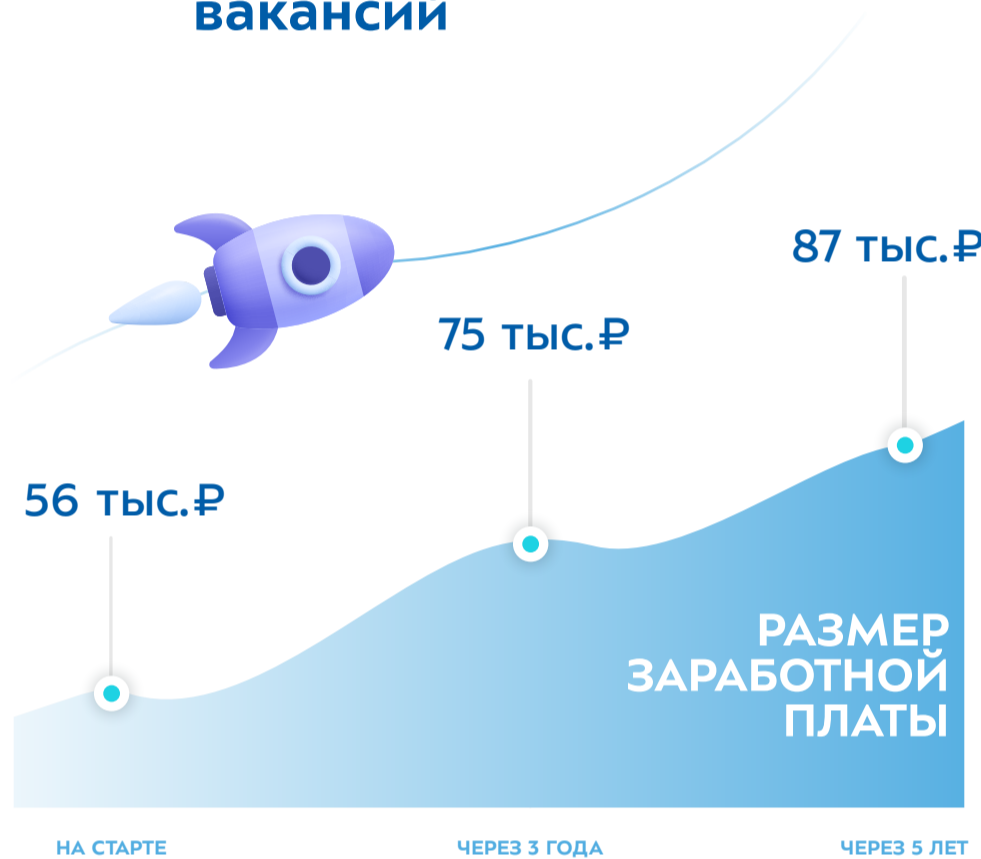 вакансии
87 тыс.₽
75 тыс.₽
56 тыс.₽
РАЗМЕР
ЗАРАБОТНОЙ
ПЛАТЫ
НА СТАРТЕ
ЧЕРЕЗ 3 ГОДА
ЧЕРЕЗ 5 ЛЕТ